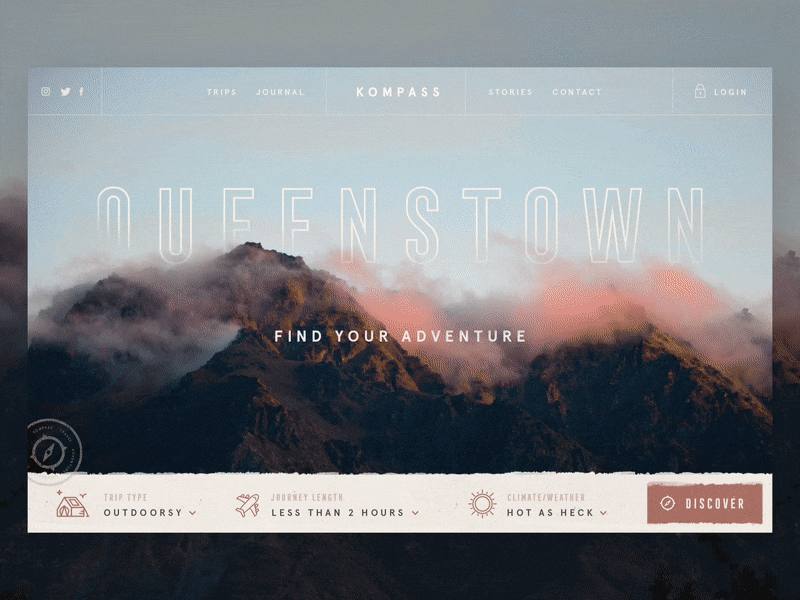 TRIPS JOURNAL KOMPASS STORIES CONTACT LOGIN
QUEENSTOWN
FIND YOUR ADVENTURE
TRIP TYPE
OUTDOORSY
JOURNEY LENGTH
LESS THAN 2 HOURS
CLIMATE/WEATHER
HOT AS HECK
DISCOVER